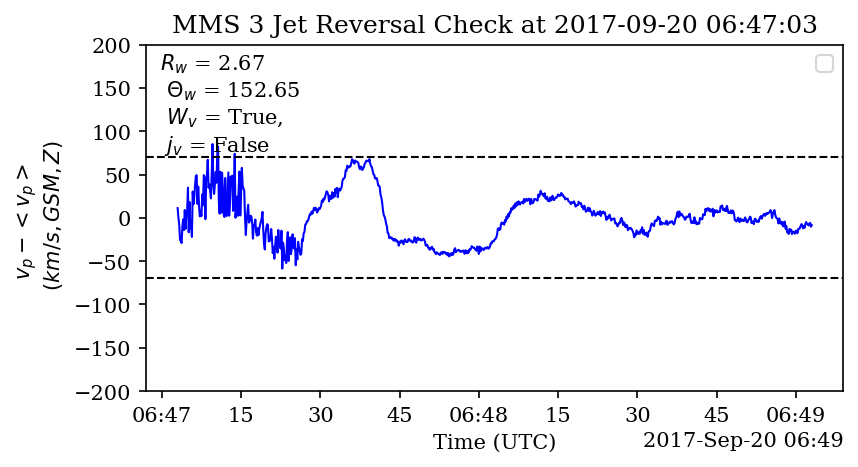 MMS 3 Jet Reversal Check at 2017-09-20 06:47:03
200
150
100
50
0
−50
−100
−150
−200
v_p − < v_p >
(km/s, GSM, Z)
R_w = 2.67
Θ_w = 152.65
W_v = True,
j_v = False
06:47 15 30 45 06:48 15 30 45 06:49
Time (UTC)
2017-Sep-20 06:49